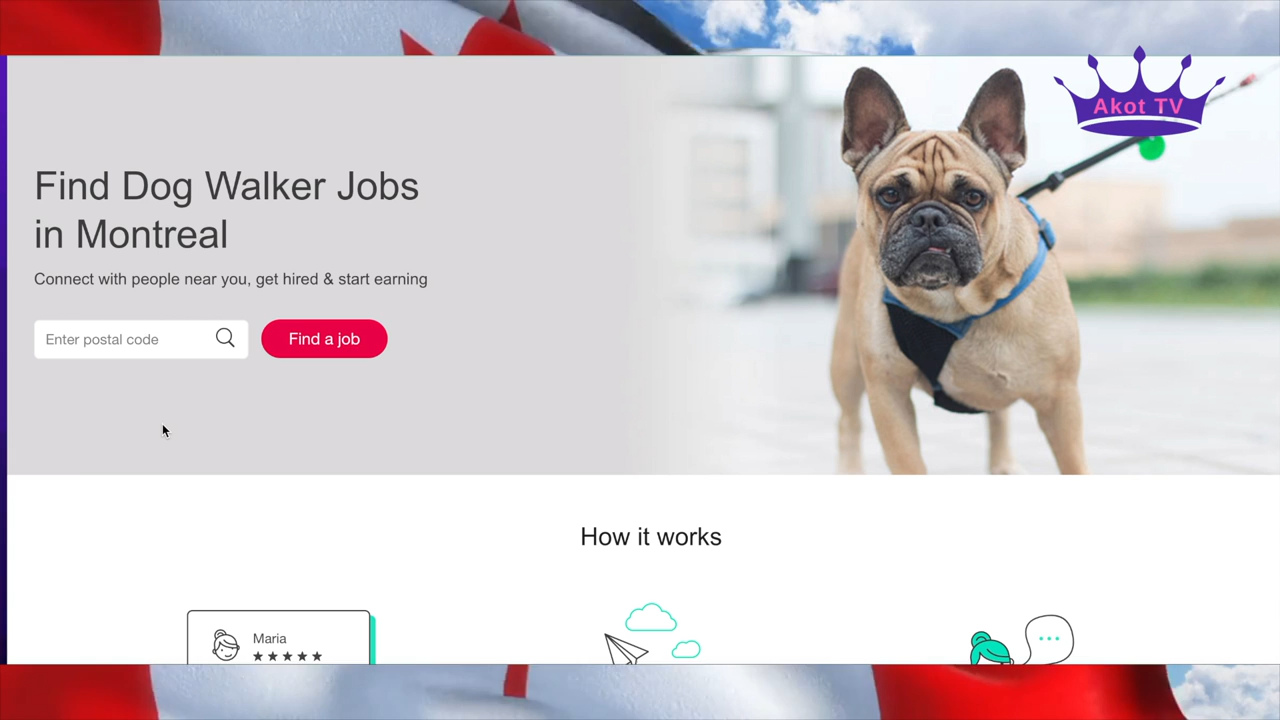 Akot TV
Find Dog Walker Jobs
in Montreal
Connect with people near you, get hired & start earning
Enter postal code
Find a job
How it works
Maria